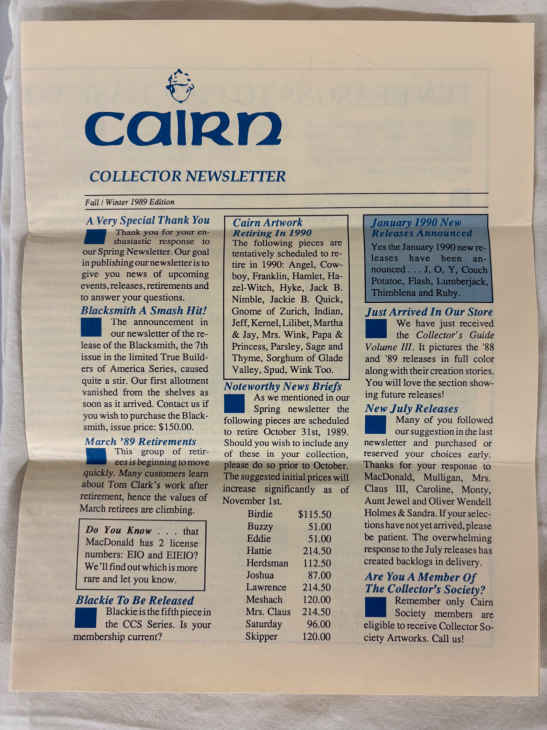 CAIRN
COLLECTOR NEWSLETTER
Fall / Winter 1989 Edition
A Very Special Thank You
Thank you for your en-
thusiastic response to
our Spring Newsletter. Our goal
in publishing our newsletter is to
give you news of upcoming
events, releases, retirements and
to answer your questions.
Blacksmith A Smash Hit!
The announcement in
our newsletter of the re-
lease of the Blacksmith, the 7th
issue in the limited True Build-
ers of America Series, caused
quite a stir. Our first allotment
vanished from the shelves as
soon as it arrived. Contact us if
you wish to purchase the Black-
smith, issue price: $150.00.
March '89 Retirements
This group of retir-
ees is beginning to move
quickly. Many customers learn
about Tom Clark's work after
retirement, hence the values of
March retirees are climbing.
Do You Know . . . that
MacDonald has 2 license
numbers: EIO and EIEIO?
We'll find out which is more
rare and let you know.
Blackie To Be Released
Blackie is the fifth piece in
the CCS Series. Is your
membership current?
Cairn Artwork
Retiring In 1990
The following pieces are
tentatively scheduled to re-
tire in 1990: Angel, Cow-
boy, Franklin, Hamlet, Ha-
zel-Witch, Hyke, Jack B.
Nimble, Jackie B. Quick,
Gnome of Zurich, Indian,
Jeff, Kernel, Lilibet, Martha
& Jay, Mrs. Wink, Papa &
Princess, Parsley, Sage and
Thyme, Sorghum of Glade
Valley, Spud, Wink Too.
Noteworthy News Briefs
As we mentioned in our
Spring newsletter the
following pieces are scheduled
to retire October 31st, 1989.
Should you wish to include any
of these in your collection,
please do so prior to October.
The suggested initial prices will
increase significantly as of
November 1st.
Birdie $115.50
Buzzy 51.00
Eddie 51.00
Hattie 214.50
Herdsman 112.50
Joshua 87.00
Lawrence 214.50
Meshach 120.00
Mrs. Claus 214.50
Saturday 96.00
Skipper 120.00
January 1990 New
Releases Announced
Yes the January 1990 new re-
leases have been an-
nounced . . . J, O, Y, Couch
Potatoe, Flash, Lumberjack,
Thimblena and Ruby.
Just Arrived In Our Store
We have just received
the Collector's Guide
Volume III. It pictures the '88
and '89 releases in full color
along with their creation stories.
You will love the section show-
ing future releases!
New July Releases
Many of you followed
our suggestion in the last
newsletter and purchased or
reserved your choices early.
Thanks for your response to
MacDonald, Mulligan, Mrs.
Claus III, Caroline, Monty,
Aunt Jewel and Oliver Wendell
Holmes & Sandra. If your selec-
tions have not yet arrived, please
be patient. The overwhelming
response to the July releases has
created backlogs in delivery.
Are You A Member Of
The Collector's Society?
Remember only Cairn
Society members are
eligible to receive Collector So-
ciety Artworks. Call us!